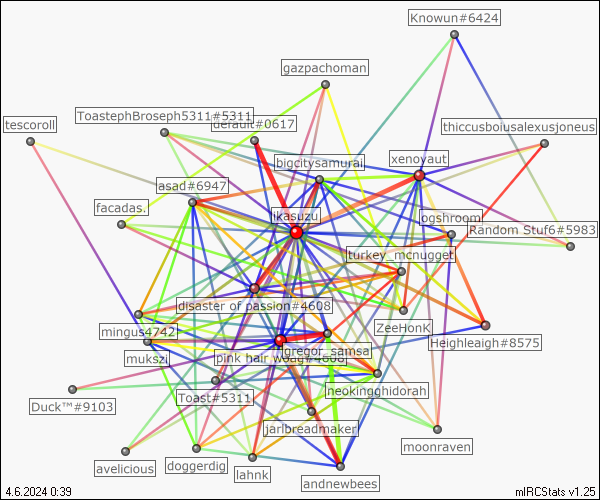 Knowun#6424
gazpachoman
ToastephBroseph5311#5311
default#0617
tescoroll
thiccusboiusalexusjoneus
xenoyaut
bigcitysamurai
asad#6947
facadas.
ikasuzu
ogshroom
Random Stuf6#5983
turkey_mcnugget
disaster of passion#4608
mingus4742
ZeeHonK
Heighleaigh#8575
mukszi
pink hair
gregor_samsa
Toast#5311
neokingghidorah
Duck™#9103
jarlbreadmaker
moonraven
avelicious
doggerdig
lahnk
andnewbees
4.6.2024 0:39
mIRCStats v1.25